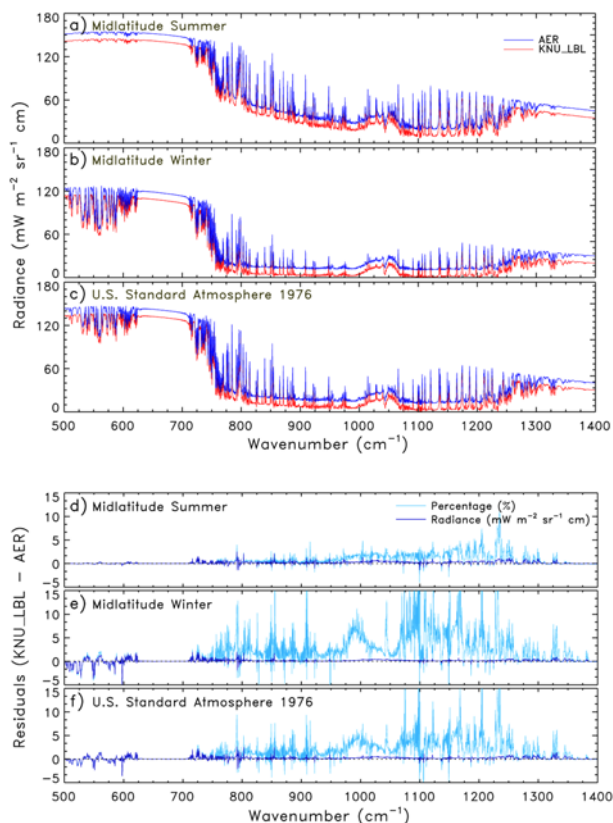 a) Midlatitude Summer
AER
KNU_LBL
180
120
60
0
b) Midlatitude Winter
180
120
60
0
c) U.S. Standard Atmosphere 1976
180
120
60
0
Radiance (mW m⁻² sr⁻¹ cm)
500 600 700 800 900 1000 1100 1200 1300 1400
Wavenumber (cm⁻¹)
d) Midlatitude Summer
Percentage (%)
Radiance (mW m⁻² sr⁻¹ cm)
15
10
5
0
−5
e) Midlatitude Winter
15
10
5
0
−5
f) U.S. Standard Atmosphere 1976
15
10
5
0
−5
Residuals (KNU_LBL − AER)
500 600 700 800 900 1000 1100 1200 1300 1400
Wavenumber (cm⁻¹)